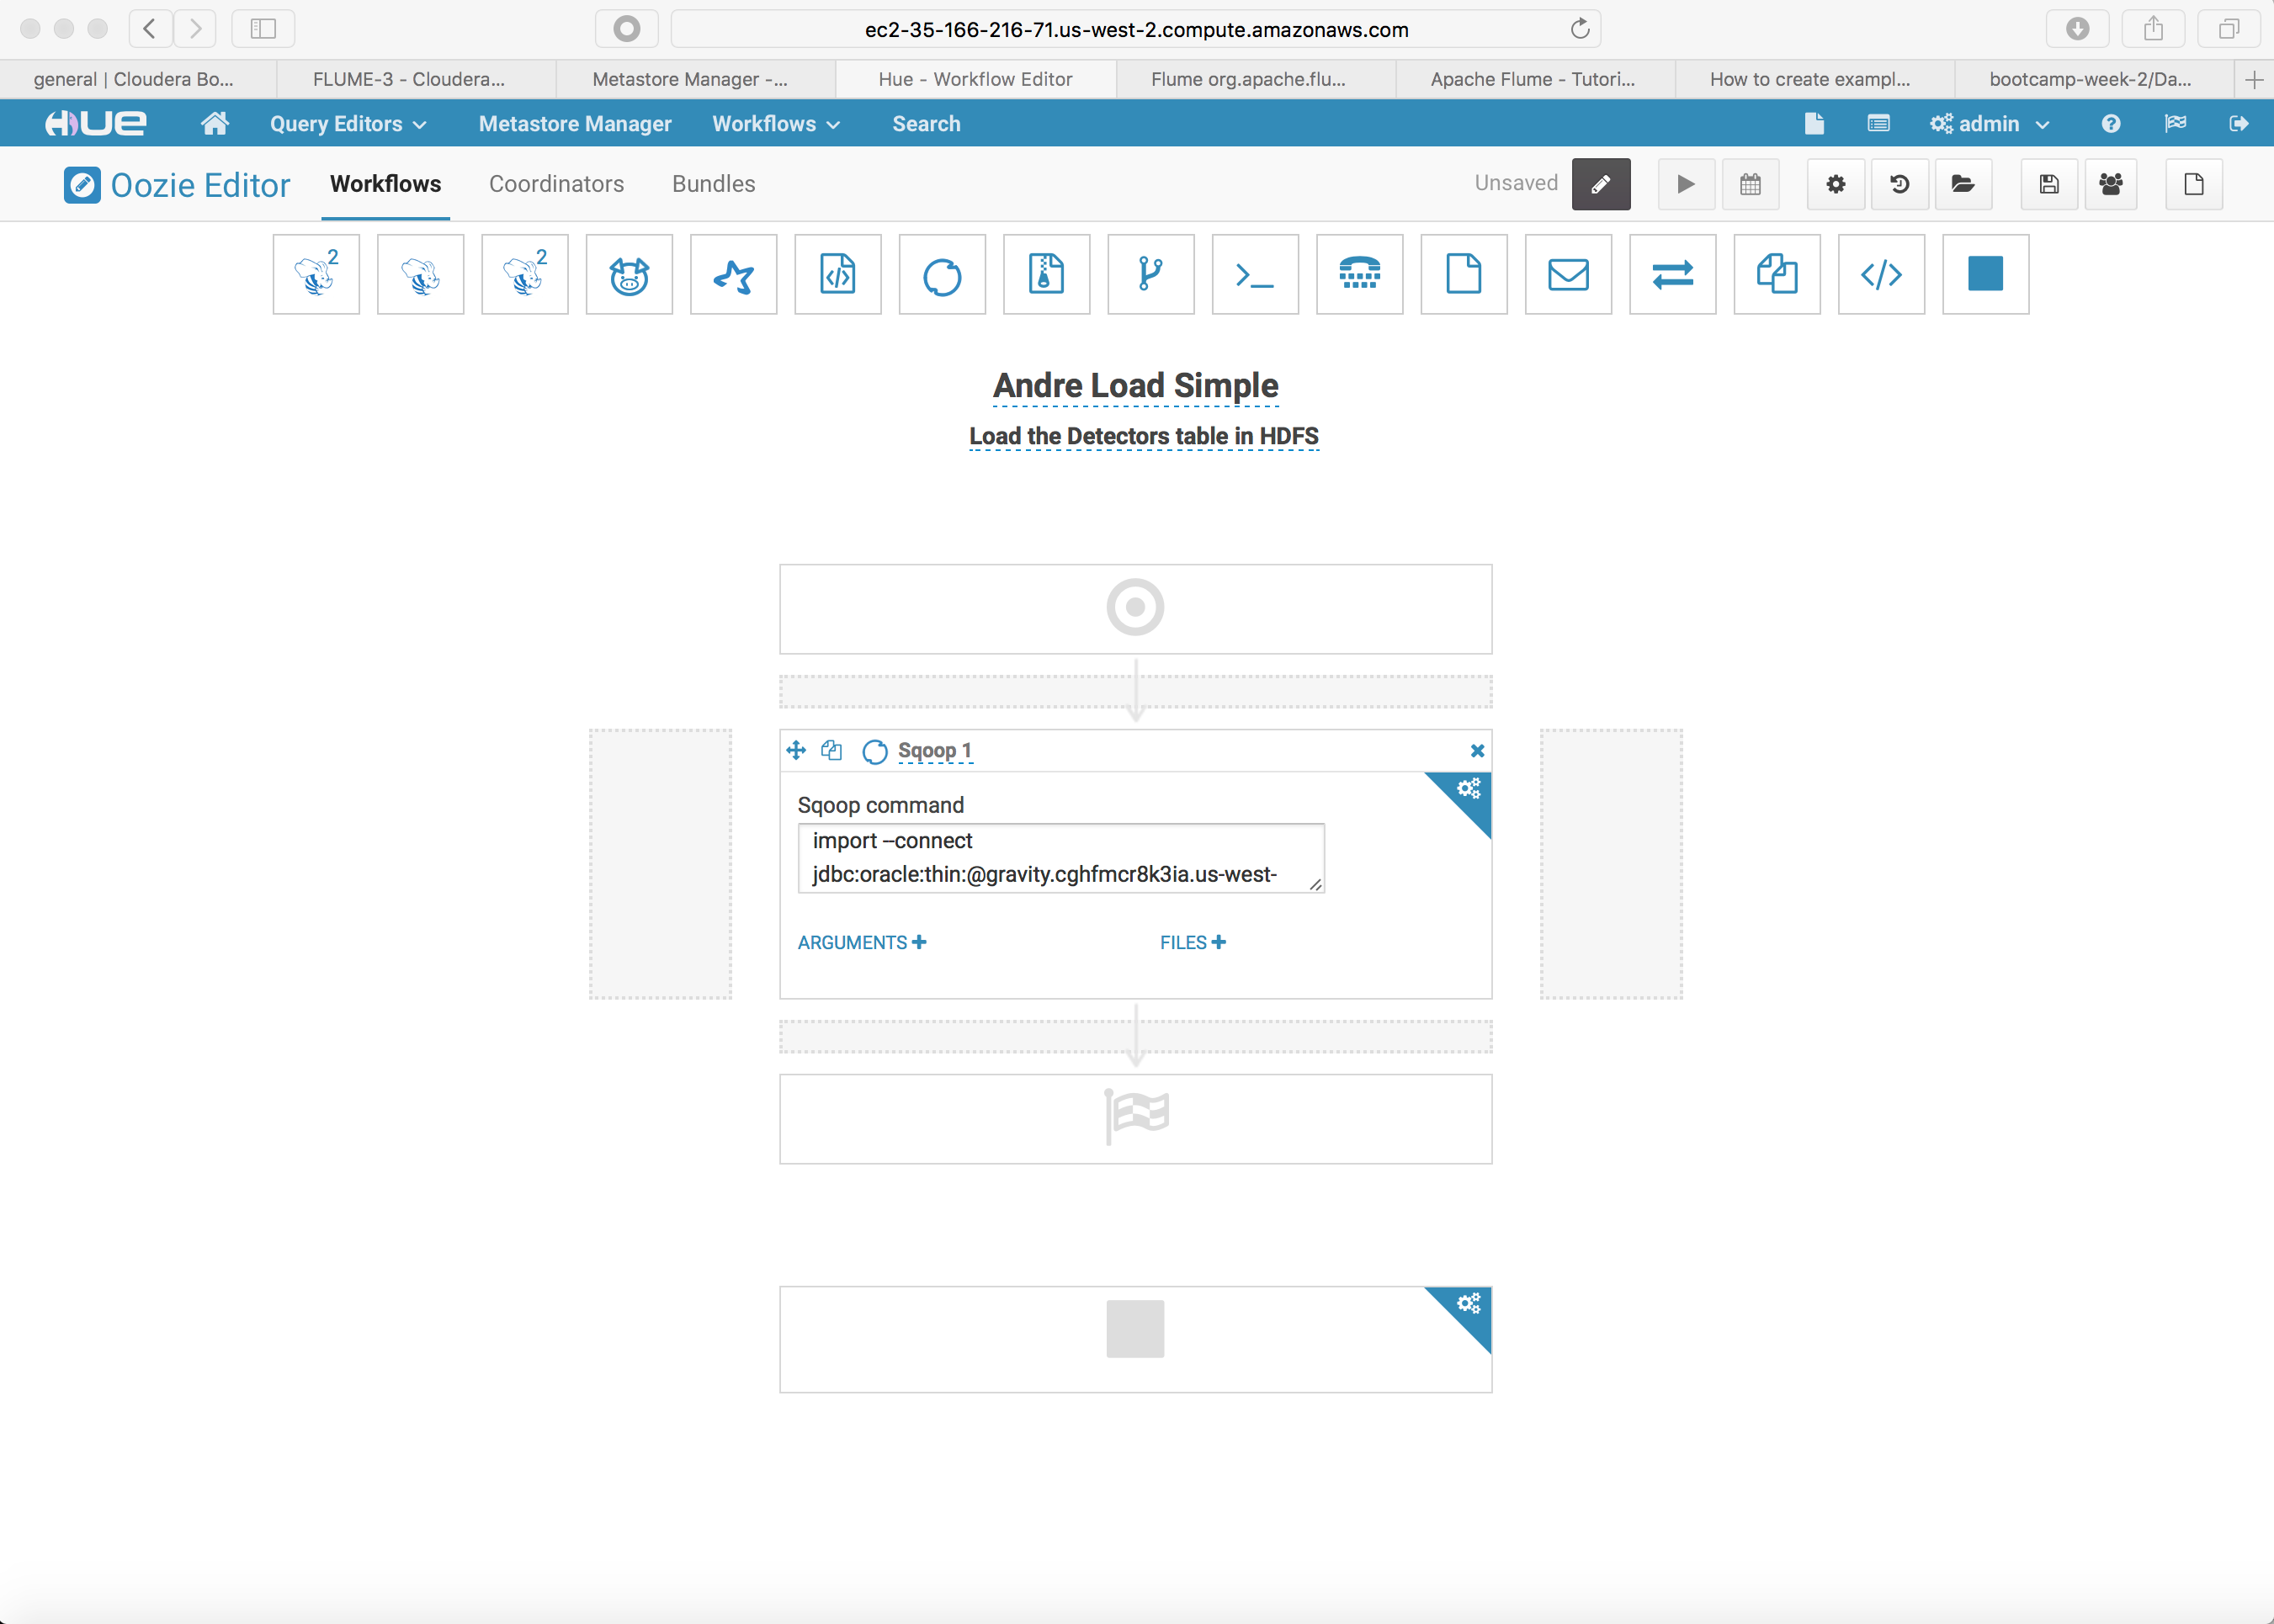 ec2-35-166-216-71.us-west-2.compute.amazonaws.com
general | Cloudera Bo... FLUME-3 - Cloudera... Metastore Manager -... Hue - Workflow Editor Flume org.apache.flu... Apache Flume - Tutori... How to create exampl... bootcamp-week-2/Da...
HUE Query Editors Metastore Manager Workflows Search admin
Oozie Editor Workflows Coordinators Bundles Unsaved
2 2
Andre Load Simple
Load the Detectors table in HDFS
Sqoop 1
Sqoop command
import --connect
jdbc:oracle:thin:@gravity.cghfmcr8k3ia.us-west-
ARGUMENTS FILES